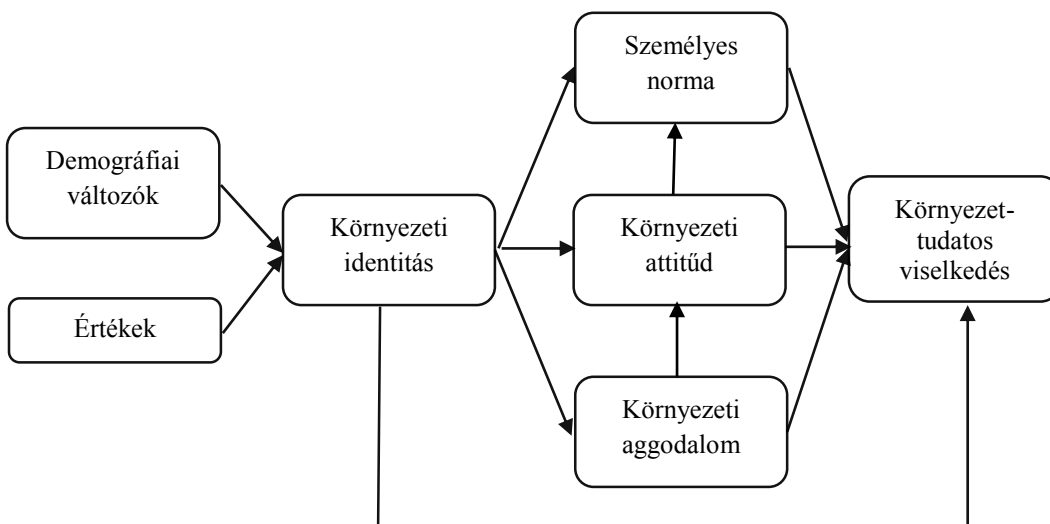 Demográfiai
változók
Értékek
Környezeti
identitás
Személyes
norma
Környezeti
attitűd
Környezeti
aggodalom
Környezet-
tudatos
viselkedés